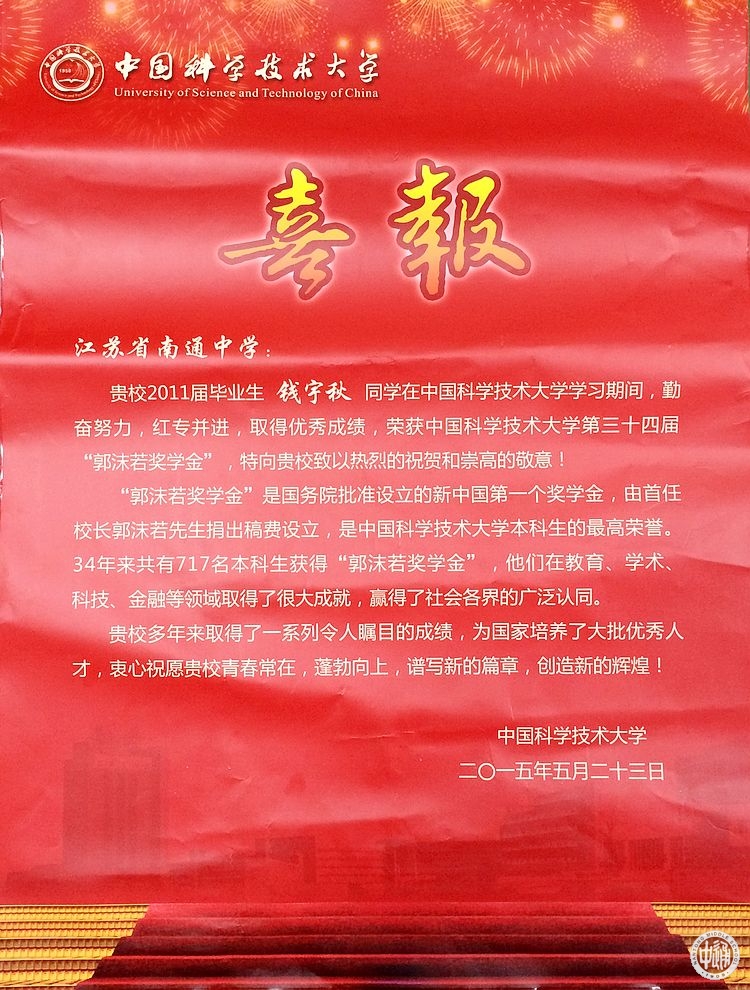 中国科学技术大学
University of Science and Technology of China
喜報
江苏省南通中学：
贵校2011届毕业生 钱宇秋 同学在中国科学技术大学学习期间，勤
奋努力，红专并进，取得优秀成绩，荣获中国科学技术大学第三十四届
“郭沫若奖学金”，特向贵校致以热烈的祝贺和崇高的敬意！
“郭沫若奖学金”是国务院批准设立的新中国第一个奖学金，由首任
校长郭沫若先生捐出稿费设立，是中国科学技术大学本科生的最高荣誉。
34年来共有717名本科生获得“郭沫若奖学金”，他们在教育、学术、
科技、金融等领域取得了很大成就，赢得了社会各界的广泛认同。
贵校多年来取得了一系列令人瞩目的成绩，为国家培养了大批优秀人
才，衷心祝愿贵校青春常在，蓬勃向上，谱写新的篇章，创造新的辉煌！
中国科学技术大学
二〇一五年五月二十三日